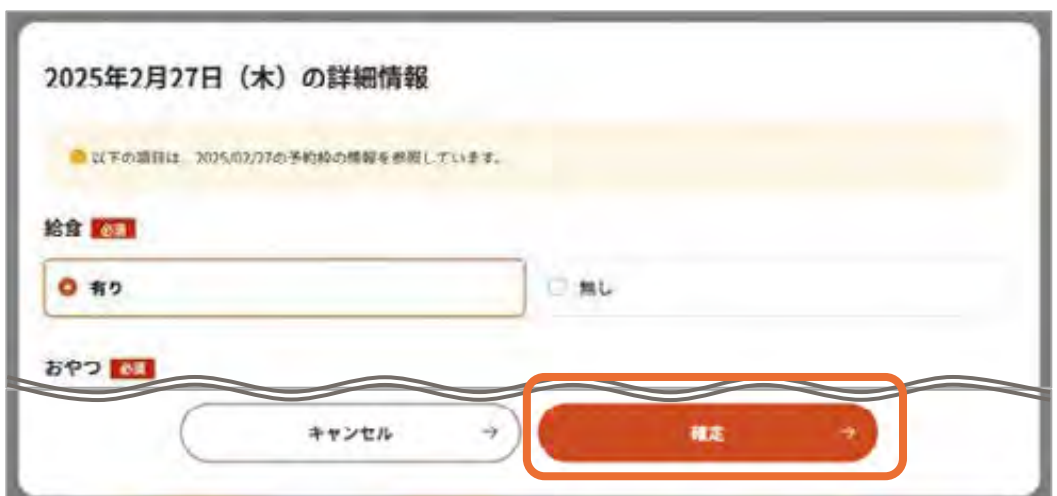 2025年2月27日（木）の詳細情報
以下の項目は、2025/02/27の予約枠の情報を参照しています。
給食 必須
有り
無し
おやつ 必須
キャンセル →
確定 →